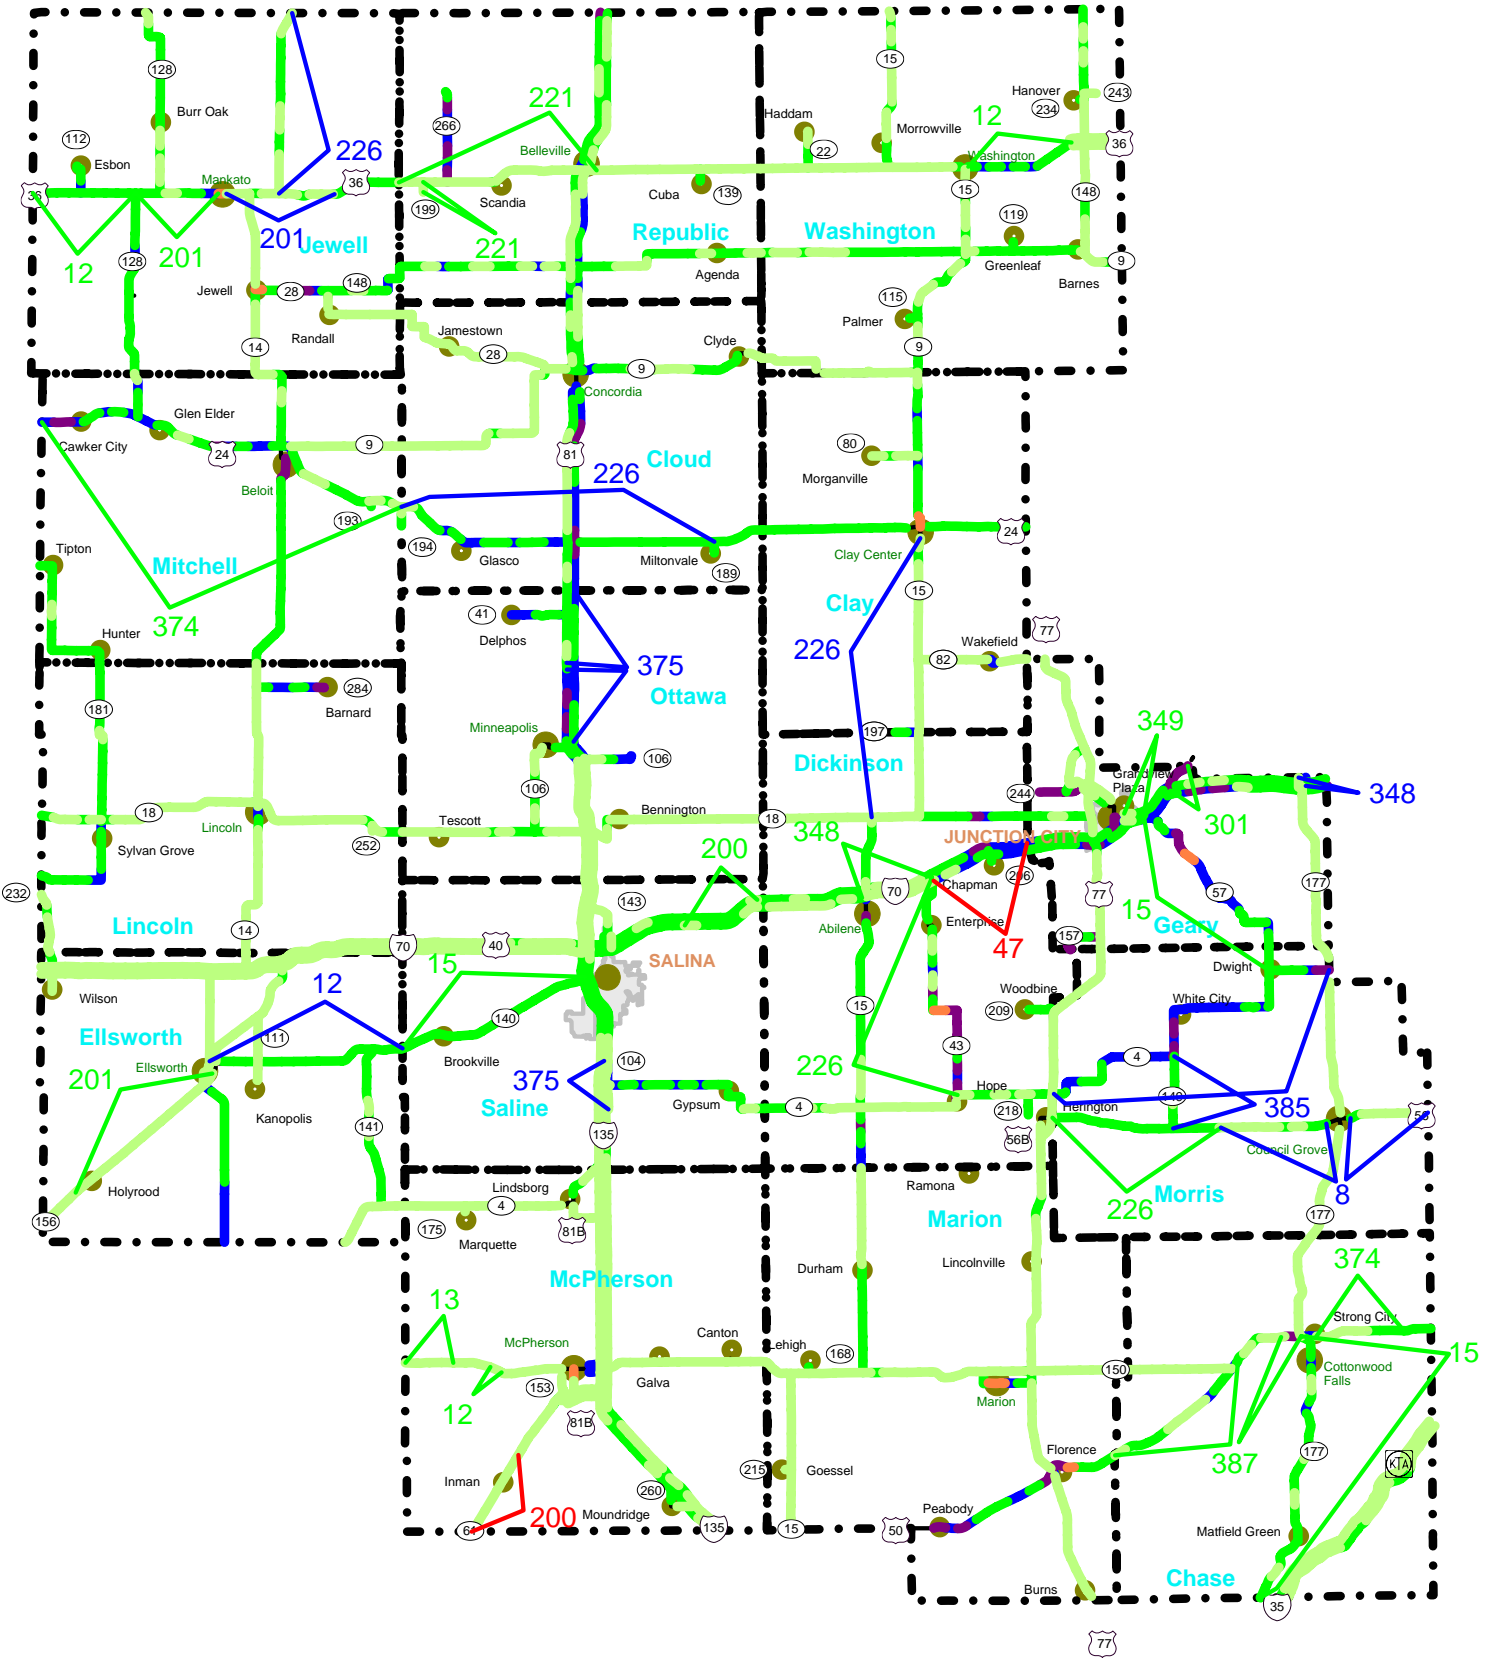 128
15
Hanover
243
234
221
Burr Oak
Haddam
12
112
266
Morrowville
36
Belleville
22
Washington
Esbon
226
Mankato
36
36
Scandia
Cuba
139
15
148
199
119
201
Jewell
221
Republic
Washington
12
201
128
Agenda
Greenleaf
9
Barnes
Jewell
28
148
115
Randall
Palmer
Jamestown
Clyde
14
28
9
9
Concordia
Glen Elder
Cawker City
24
9
81
Cloud
80
Morganville
226
Beloit
193
24
194
Glasco
Miltonvale
189
Clay Center
Tipton
Mitchell
15
Clay
374
41
Delphos
Hunter
226
Wakefield
77
82
375
284
Barnard
Ottawa
181
349
Minneapolis
197
106
Dickinson
Grandview
Plaza
106
244
348
18
Bennington
18
Lincoln
Tescott
348
JUNCTION CITY
301
252
Sylvan Grove
200
206
232
70
Chapman
57
177
77
143
15
Lincoln
Abilene
Enterprise
Geary
14
70
40
157
47
15
SALINA
Dwight
Wilson
12
15
Woodbine
209
White City
Ellsworth
111
140
Brookville
43
4
Ellsworth
104
201
375
226
Hope
Kanopolis
Saline
Gypsum
4
218
Herington
149
385
56
141
135
56B
Council Grove
Holyrood
Lindsborg
Ramona
8
156
4
226
Morris
175
81B
Marion
177
Marquette
Durham
Lincolnville
374
McPherson
13
Strong City
McPherson
Canton
Lehigh
168
15
153
Galva
150
Cottonwood
Falls
12
81B
Marion
Florence
177
387
KTA
Inman
215
Goessel
260
Peabody
64
200
Moundridge
135
15
50
Matfield Green
Burns
Chase
35
77